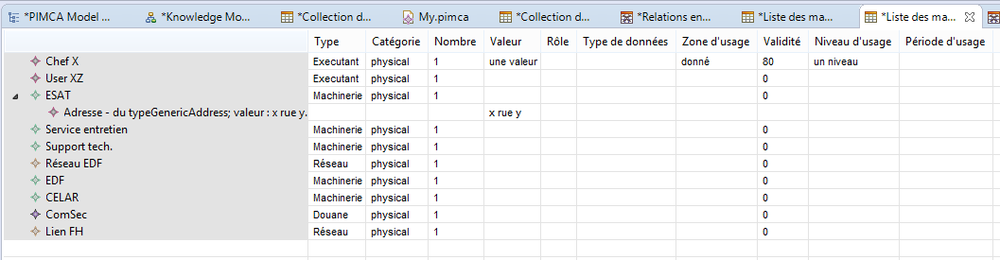 *PIMCA Model ... *Knowledge Mo... *Collection d... My.pimca *Collection d... *Relations en... *Liste des ma... *Liste des ma...
Type Catégorie Nombre Valeur Rôle Type de données Zone d'usage Validité Niveau d'usage Période d'usage
Chef X Executant physical 1 une valeur donné 80 un niveau
User XZ Executant physical 1 0
ESAT Machinerie physical 1 0
Adresse - du typeGenericAddress; valeur : x rue y. x rue y
Service entretien Machinerie physical 1 0
Support tech. Machinerie physical 1 0
Réseau EDF Réseau physical 1 0
EDF Machinerie physical 1 0
CELAR Machinerie physical 1 0
ComSec Douane physical 1 0
Lien FH Réseau physical 1 0